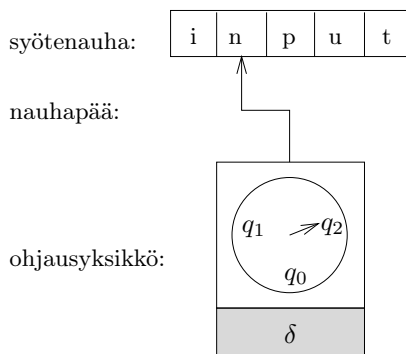 syötenauha: i n p u t
nauhapää:
q1 q2
ohjausyksikkö:
q0
δ